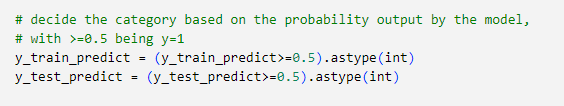 # decide the category based on the probability output by the model,
# with >=0.5 being y=1
y_train_predict = (y_train_predict>=0.5).astype(int)
y_test_predict = (y_test_predict>=0.5).astype(int)